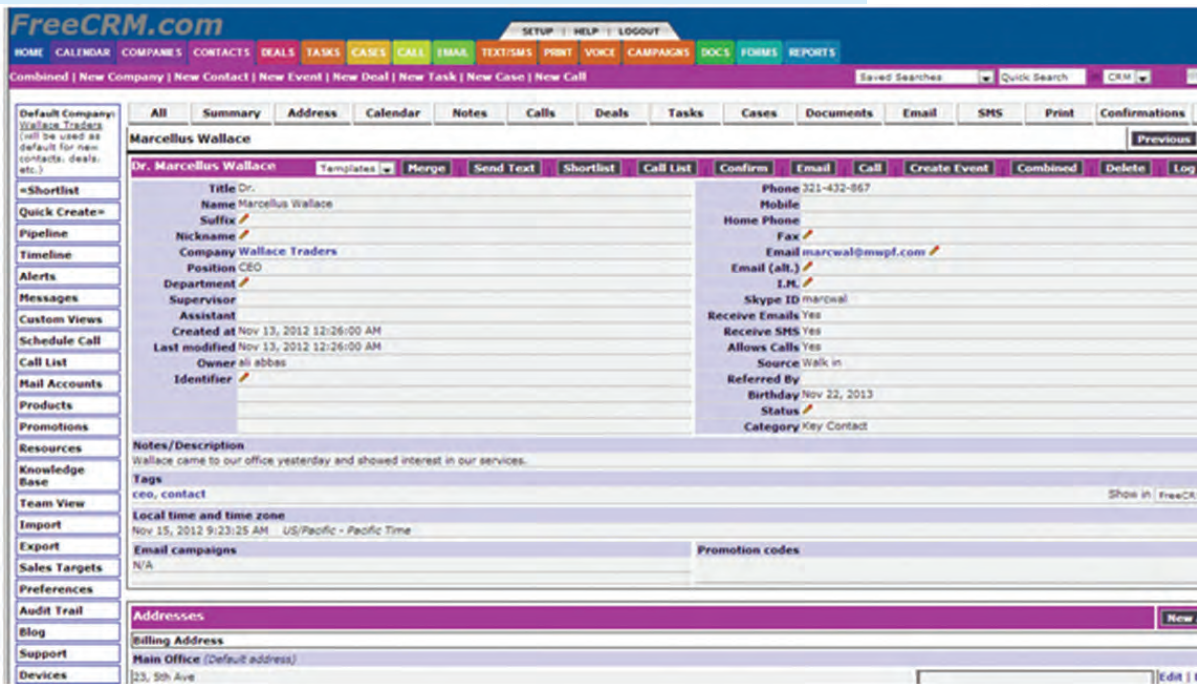 FreeCRM.com
SETUP | HELP | LOGOUT
HOME CALENDAR COMPANIES CONTACTS DEALS TASKS CASES CALL EMAIL TEXT/SMS PRINT VOICE CAMPAIGNS DOCS FORMS REPORTS
Combined | New Company | New Contact | New Event | New Deal | New Task | New Case | New Call
Saved Searches Quick Search CRM
Default Company:
Wallace Traders
(will be used as
default for new
contacts, deals,
etc.)
=Shortlist
Quick Create=
Pipeline
Timeline
Alerts
Messages
Custom Views
Schedule Call
Call List
Mail Accounts
Products
Promotions
Resources
Knowledge
Base
Team View
Import
Export
Sales Targets
Preferences
Audit Trail
Blog
Support
Devices
All Summary Address Calendar Notes Calls Deals Tasks Cases Documents Email SMS Print Confirmations
Marcellus Wallace
Previous
Dr. Marcellus Wallace
Templates Merge Send Text Shortlist Call List Confirm Email Call Create Event Combined Delete Log
Title Dr.
Name Marcellus Wallace
Suffix
Nickname
Company Wallace Traders
Position CEO
Department
Supervisor
Assistant
Created at Nov 13, 2012 12:26:00 AM
Last modified Nov 13, 2012 12:26:00 AM
Owner ali abbas
Identifier
Phone 321-432-867
Mobile
Home Phone
Fax
Email marcwal@mwpf.com
Email (alt.)
I.M.
Skype ID marcwal
Receive Emails Yes
Receive SMS Yes
Allows Calls Yes
Source Walk in
Referred By
Birthday Nov 22, 2013
Status
Category Key Contact
Notes/Description
Wallace came to our office yesterday and showed interest in our services.
Tags
ceo, contact
Show in FreeCR
Local time and time zone
Nov 15, 2012 9:23:25 AM US/Pacific - Pacific Time
Email campaigns
N/A
Promotion codes
Addresses
New
Billing Address
Main Office (Default address)
23, 5th Ave
Edit |